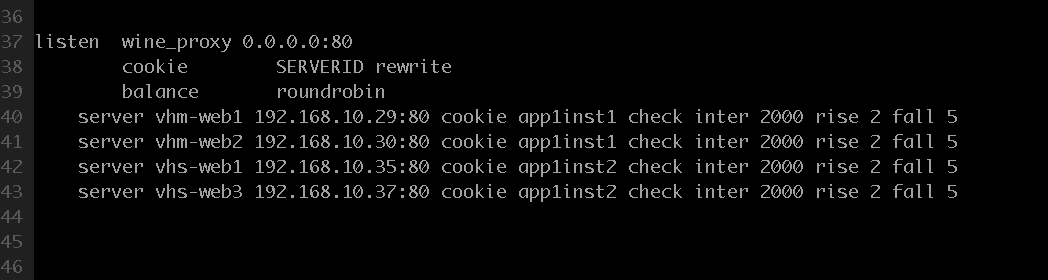 36
37 listen  wine_proxy 0.0.0.0:80
38         cookie        SERVERID rewrite
39         balance       roundrobin
40     server vhm-web1 192.168.10.29:80 cookie app1inst1 check inter 2000 rise 2 fall 5
41     server vhm-web2 192.168.10.30:80 cookie app1inst1 check inter 2000 rise 2 fall 5
42     server vhs-web1 192.168.10.35:80 cookie app1inst2 check inter 2000 rise 2 fall 5
43     server vhs-web3 192.168.10.37:80 cookie app1inst2 check inter 2000 rise 2 fall 5
44
45
46